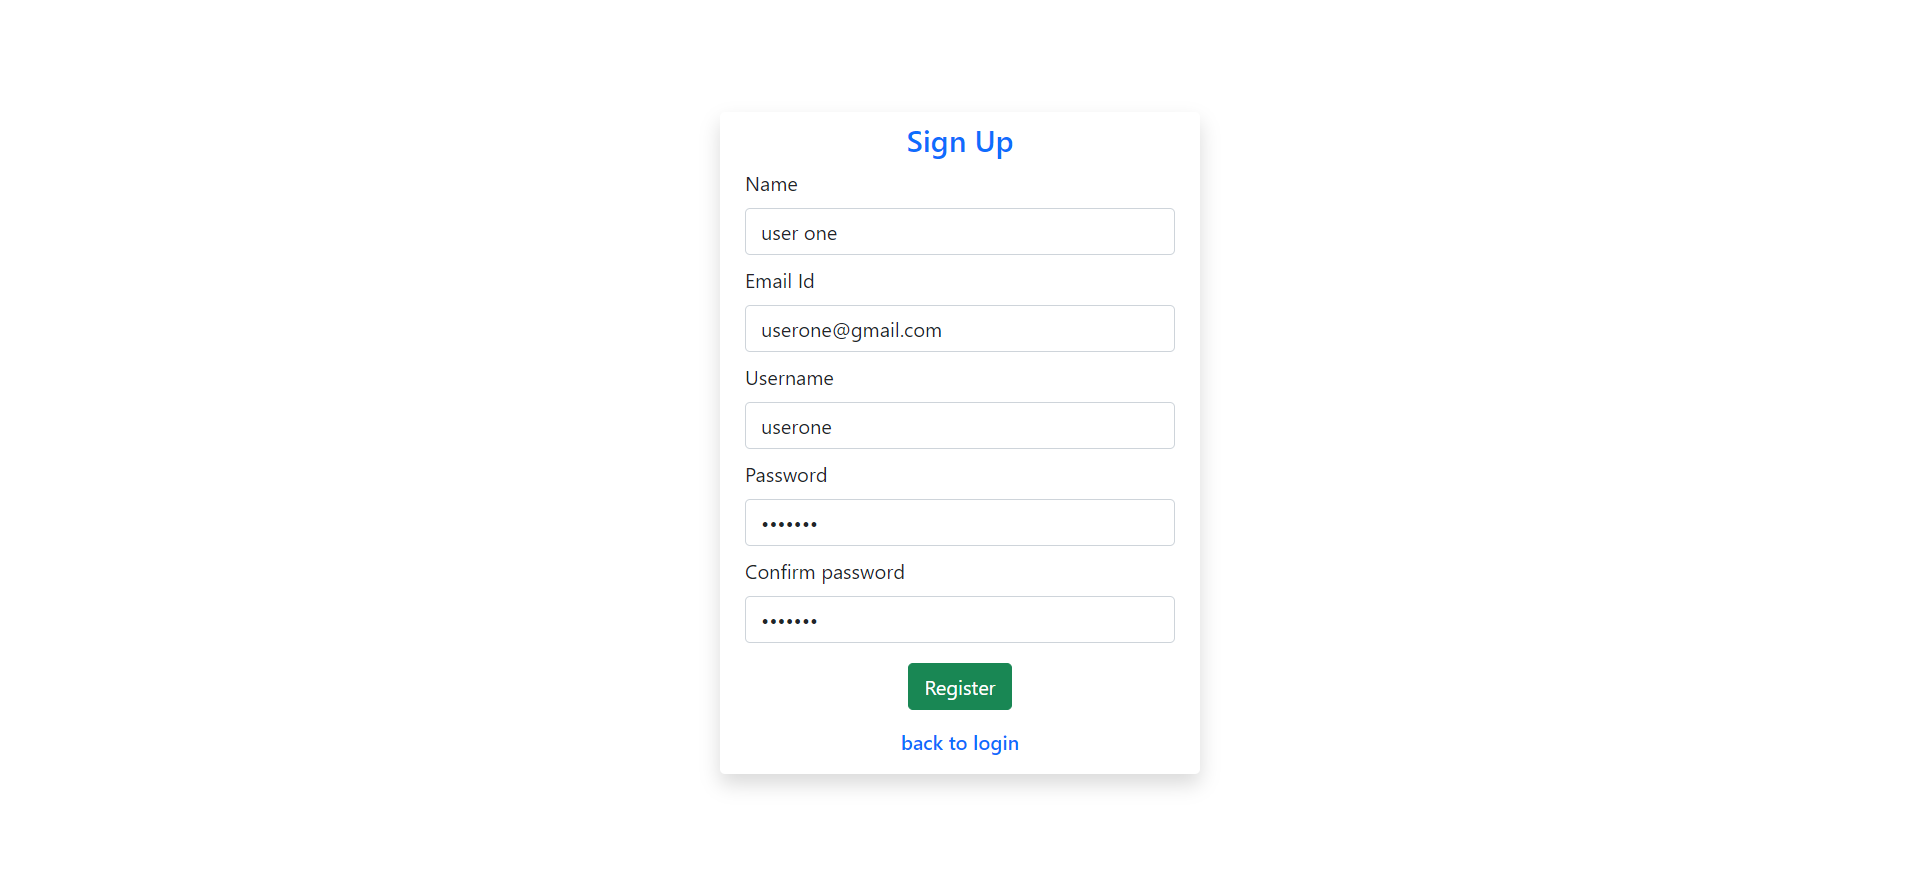 Sign Up
Name
user one
Email Id
userone@gmail.com
Username
userone
Password
•••••••
Confirm password
•••••••
Register
back to login